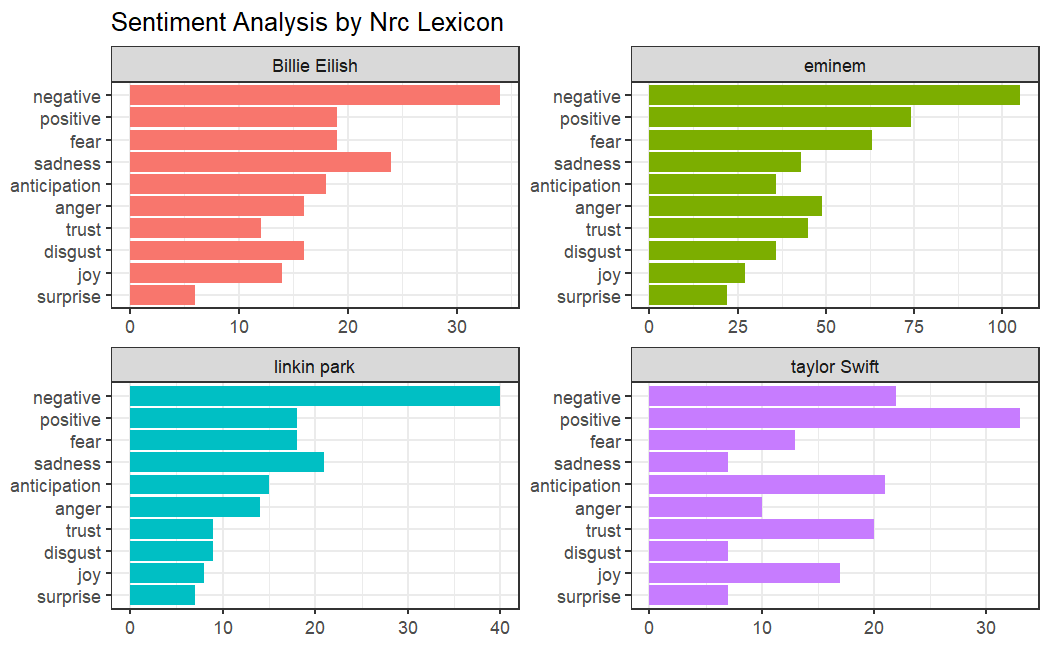 Sentiment Analysis by Nrc Lexicon
Billie Eilish
negative
positive
fear
sadness
anticipation
anger
trust
disgust
joy
surprise
0 10 20 30
eminem
negative
positive
fear
sadness
anticipation
anger
trust
disgust
joy
surprise
0 25 50 75 100
linkin park
negative
positive
fear
sadness
anticipation
anger
trust
disgust
joy
surprise
0 10 20 30 40
taylor Swift
negative
positive
fear
sadness
anticipation
anger
trust
disgust
joy
surprise
0 10 20 30